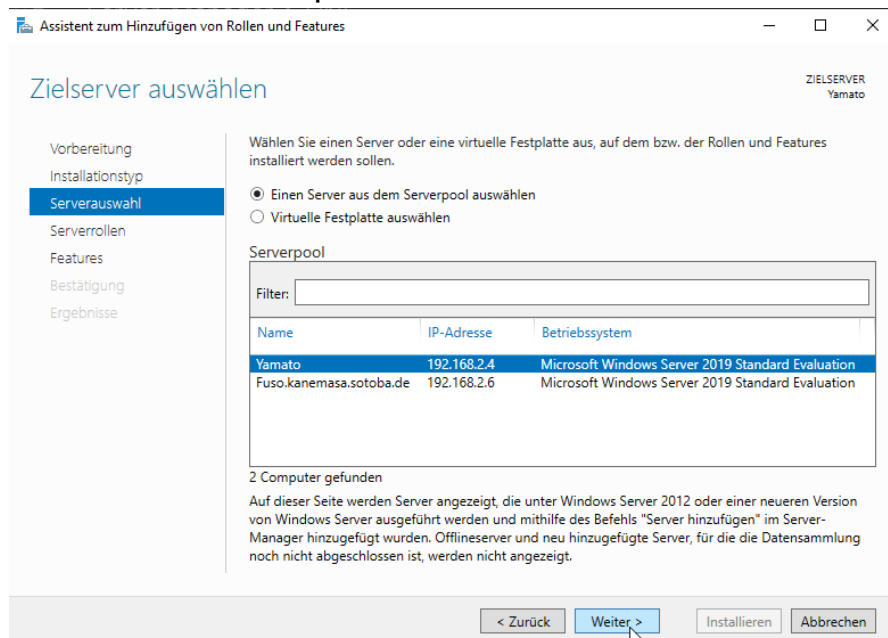 Assistent zum Hinzufügen von Rollen und Features
Zielserver auswählen
ZIELSERVER
Yamato
Vorbereitung
Installationstyp
Serverauswahl
Serverrollen
Features
Bestätigung
Ergebnisse
Wählen Sie einen Server oder eine virtuelle Festplatte aus, auf dem bzw. der Rollen und Features
installiert werden sollen.
Einen Server aus dem Serverpool auswählen
Virtuelle Festplatte auswählen
Serverpool
Filter:
Name IP-Adresse Betriebssystem
Yamato 192.168.2.4 Microsoft Windows Server 2019 Standard Evaluation
Fuso.kanemasa.sotoba.de 192.168.2.6 Microsoft Windows Server 2019 Standard Evaluation
2 Computer gefunden
Auf dieser Seite werden Server angezeigt, die unter Windows Server 2012 oder einer neueren Version
von Windows Server ausgeführt werden und mithilfe des Befehls "Server hinzufügen" im Server-
Manager hinzugefügt wurden. Offlineserver und neu hinzugefügte Server, für die die Datensammlung
noch nicht abgeschlossen ist, werden nicht angezeigt.
< Zurück Weiter > Installieren Abbrechen